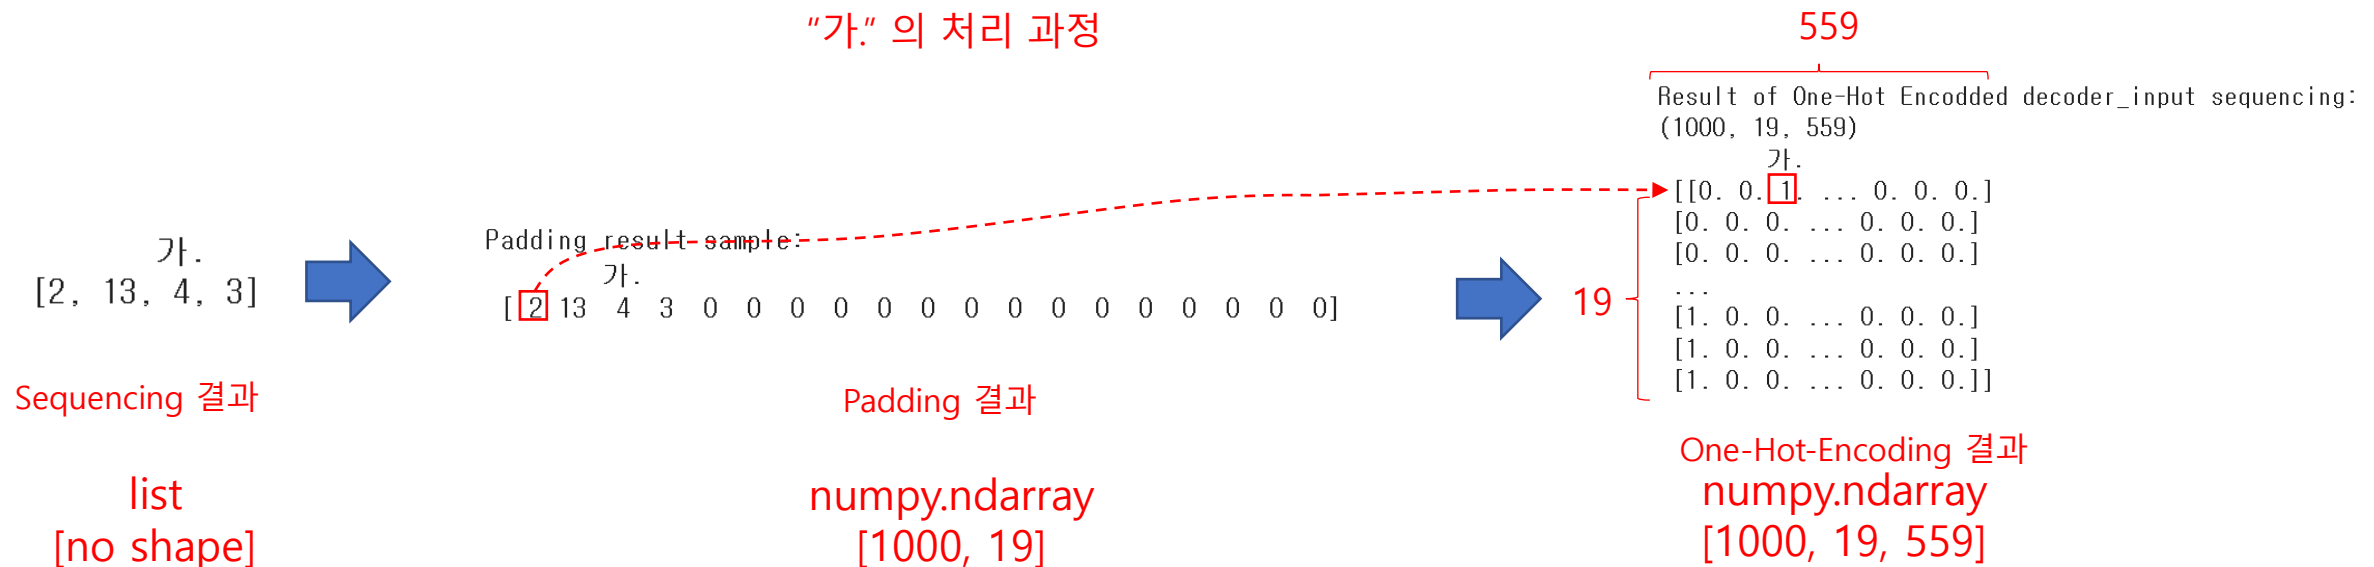 "가." 의 처리 과정
가.
[2, 13, 4, 3]
Sequencing 결과
list
[no shape]
Padding result sample:
가.
[ 2 13 4 3 0 0 0 0 0 0 0 0 0 0 0 0 0 0 0]
Padding 결과
numpy.ndarray
[1000, 19]
559
Result of One-Hot Encodded decoder_input sequencing:
(1000, 19, 559)
가.
[[0. 0. 1. ... 0. 0. 0.]
[0. 0. 0. ... 0. 0. 0.]
[0. 0. 0. ... 0. 0. 0.]
...
[1. 0. 0. ... 0. 0. 0.]
[1. 0. 0. ... 0. 0. 0.]
[1. 0. 0. ... 0. 0. 0.]]
19
One-Hot-Encoding 결과
numpy.ndarray
[1000, 19, 559]